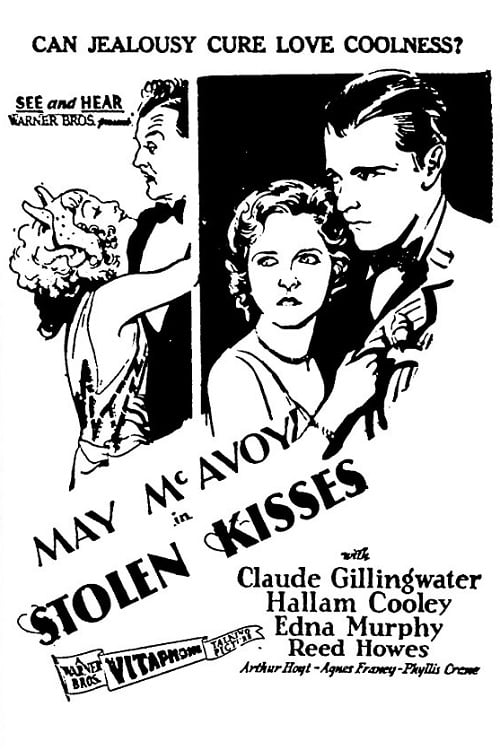 CAN JEALOUSY CURE LOVE COOLNESS?
SEE and HEAR
WARNER BROS. present
MAY McAVOY
in
STOLEN KISSES
with
Claude Gillingwater
Hallam Cooley
Edna Murphy
Reed Howes
Arthur Hoyt - Agnes Franey - Phyllis Crane
A
WARNER
BROS.
VITAPHONE
TALKING
PICTURE